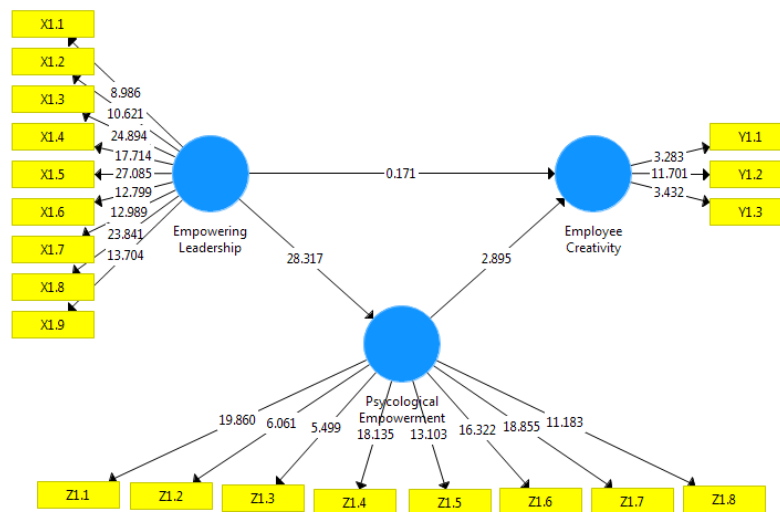 X1.1
X1.2
X1.3
X1.4
X1.5
X1.6
X1.7
X1.8
X1.9
8.986
10.621
24.894
17.714
27.085
12.799
12.989
23.841
13.704
Empowering
Leadership
0.171
28.317
2.895
Employee
Creativity
3.283
11.701
3.432
Y1.1
Y1.2
Y1.3
Psycological
Empowerment
19.860
6.061
5.499
18.135
13.103
16.322
18.855
11.183
Z1.1
Z1.2
Z1.3
Z1.4
Z1.5
Z1.6
Z1.7
Z1.8